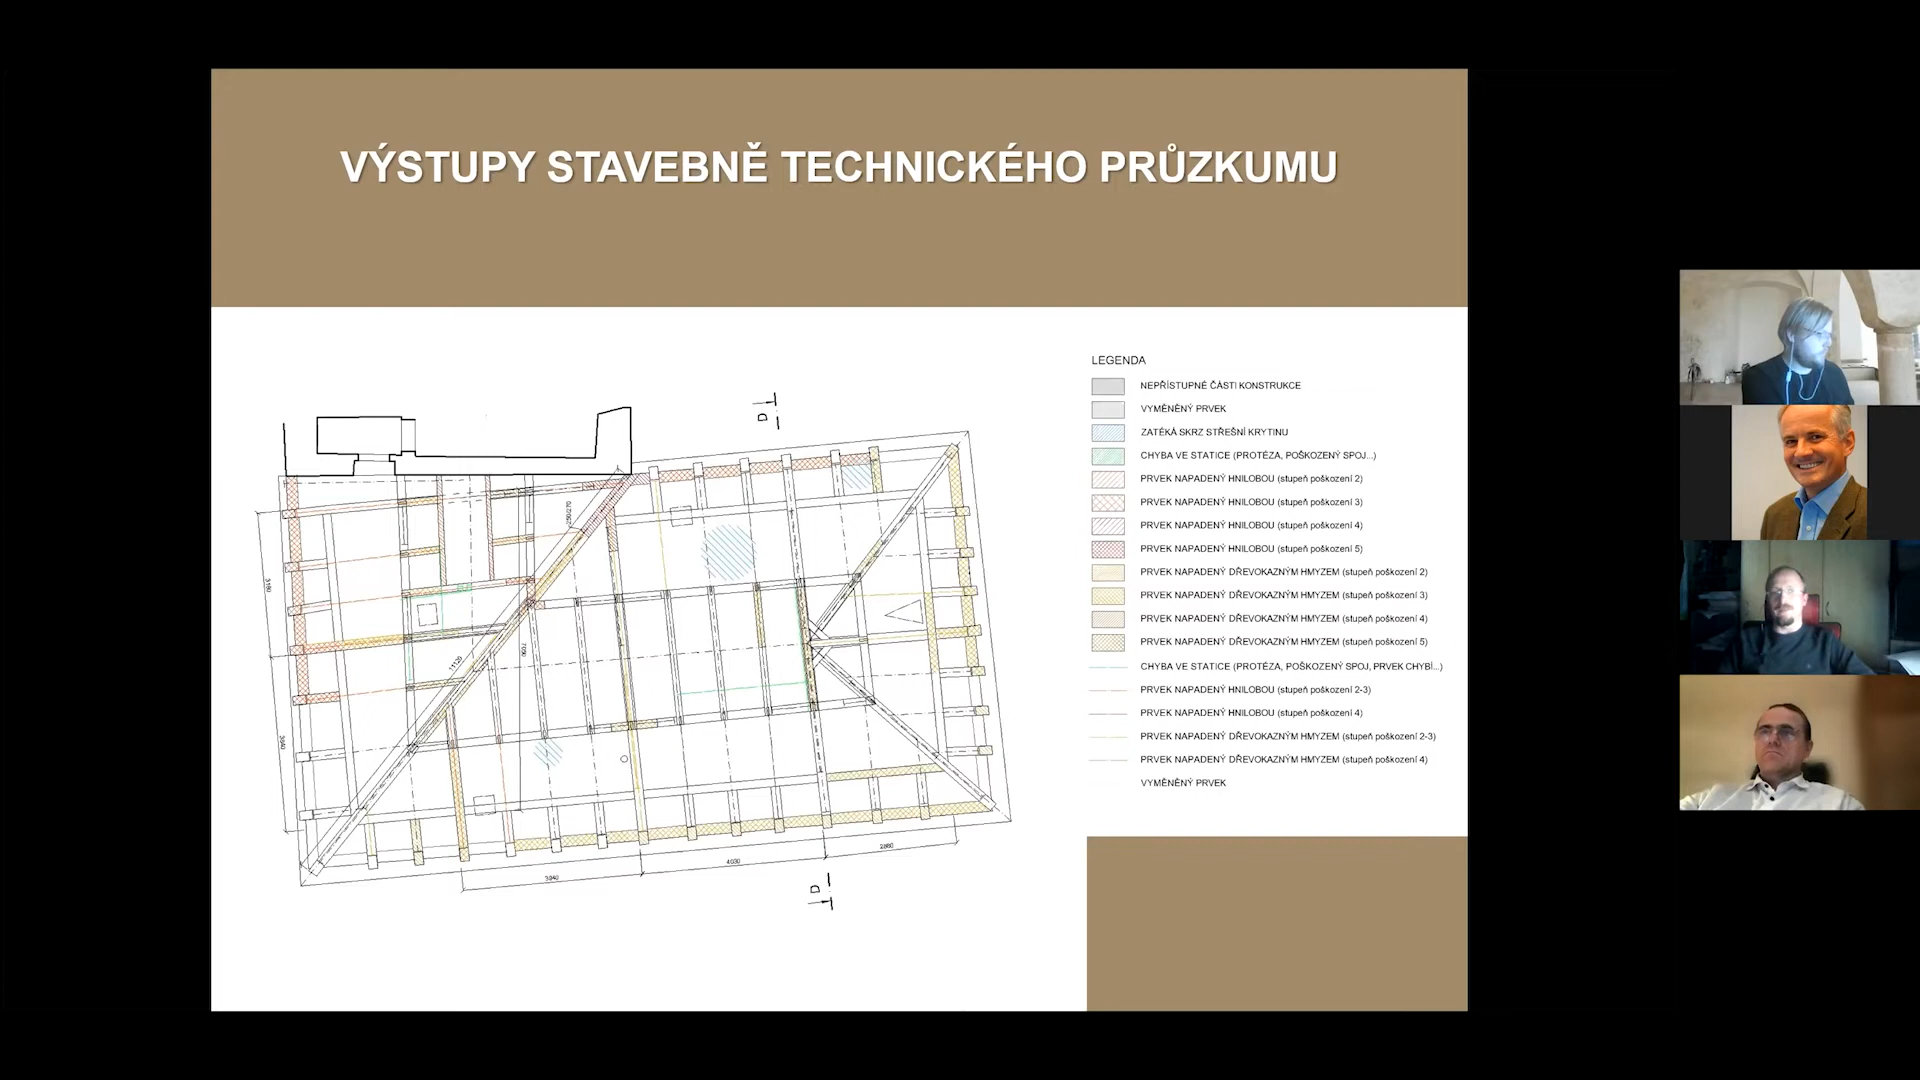 VÝSTUPY STAVEBNĚ TECHNICKÉHO PRŮZKUMU
LEGENDA
NEPŘÍSTUPNÉ ČÁSTI KONSTRUKCE
VYMĚNĚNÝ PRVEK
ZATÉKÁ SKRZ STŘEŠNÍ KRYTINU
CHYBA VE STATICE (PROTÉZA, POŠKOZENÝ SPOJ...)
PRVEK NAPADENÝ HNILOBOU (stupeň poškození 2)
PRVEK NAPADENÝ HNILOBOU (stupeň poškození 3)
PRVEK NAPADENÝ HNILOBOU (stupeň poškození 4)
PRVEK NAPADENÝ HNILOBOU (stupeň poškození 5)
PRVEK NAPADENÝ DŘEVOKAZNÝM HMYZEM (stupeň poškození 2)
PRVEK NAPADENÝ DŘEVOKAZNÝM HMYZEM (stupeň poškození 3)
PRVEK NAPADENÝ DŘEVOKAZNÝM HMYZEM (stupeň poškození 4)
PRVEK NAPADENÝ DŘEVOKAZNÝM HMYZEM (stupeň poškození 5)
CHYBA VE STATICE (PROTÉZA, POŠKOZENÝ SPOJ, PRVEK CHYBÍ...)
PRVEK NAPADENÝ HNILOBOU (stupeň poškození 2-3)
PRVEK NAPADENÝ HNILOBOU (stupeň poškození 4)
PRVEK NAPADENÝ DŘEVOKAZNÝM HMYZEM (stupeň poškození 2-3)
PRVEK NAPADENÝ DŘEVOKAZNÝM HMYZEM (stupeň poškození 4)
VYMĚNĚNÝ PRVEK
D
11120
4030
D